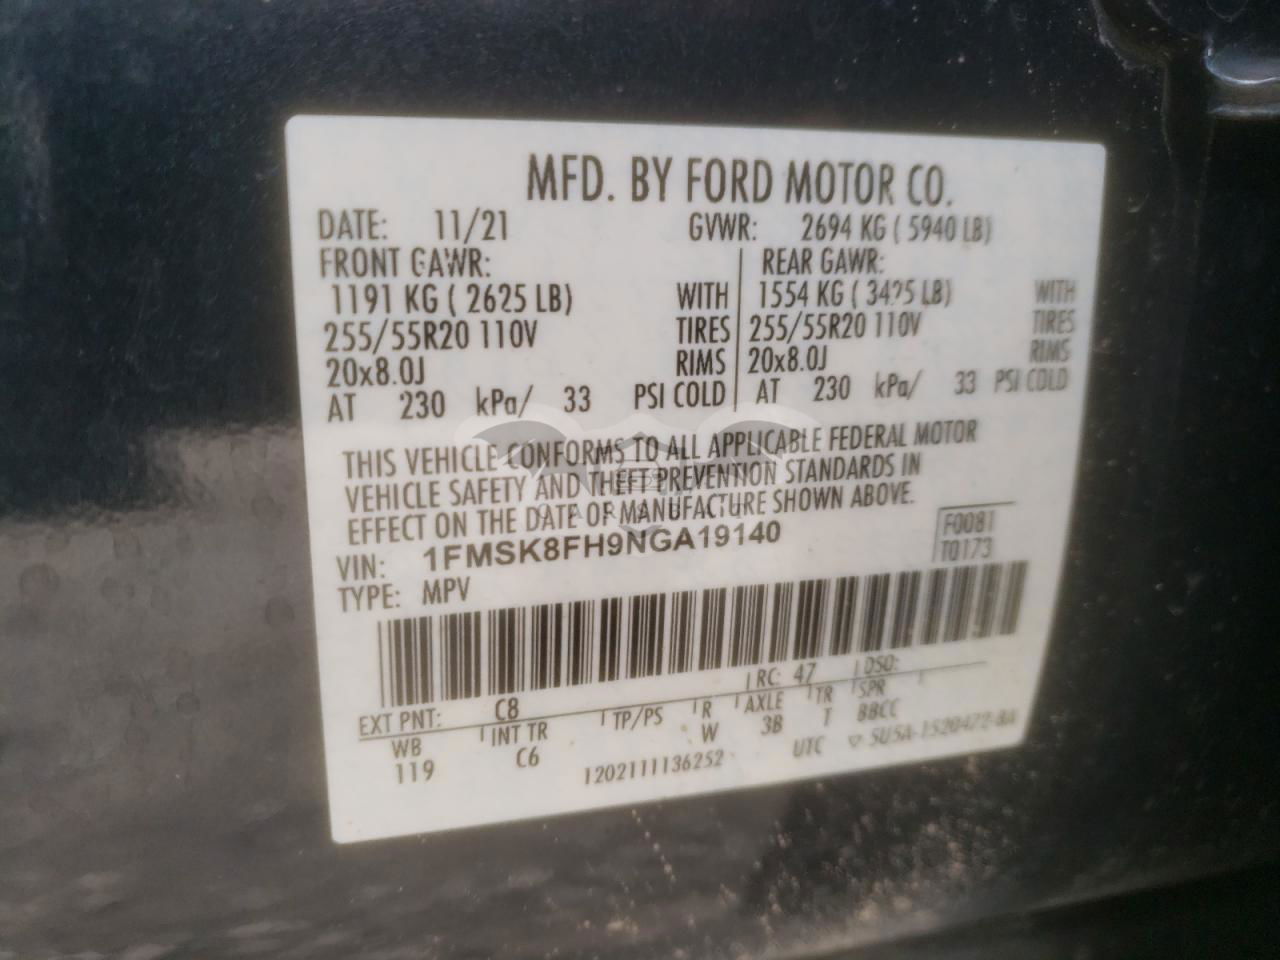 MFD. BY FORD MOTOR CO.
DATE: 11/21 GVWR: 2694 KG ( 5940 LB)
FRONT GAWR: REAR GAWR:
1191 KG ( 2625 LB) WITH 1554 KG ( 3425 LB) WITH
255/55R20 110V TIRES 255/55R20 110V TIRES
20x8.0J RIMS 20x8.0J RIMS
AT 230 kPa/ 33 PSI COLD AT 230 kPa/ 33 PSI COLD
THIS VEHICLE CONFORMS TO ALL APPLICABLE FEDERAL MOTOR
VEHICLE SAFETY AND THEFT PREVENTION STANDARDS IN
EFFECT ON THE DATE OF MANUFACTURE SHOWN ABOVE.
VIN: 1FMSK8FH9NGA19140 F0081
TYPE: MPV T0173
EXT PNT: C8 RC: 47 DSO:
WB INT TR TP/PS R AXLE TR SPR
119 C6 W 3B T BBCC
1202111136252 UTC ▽ 5U5A-1520472-BA